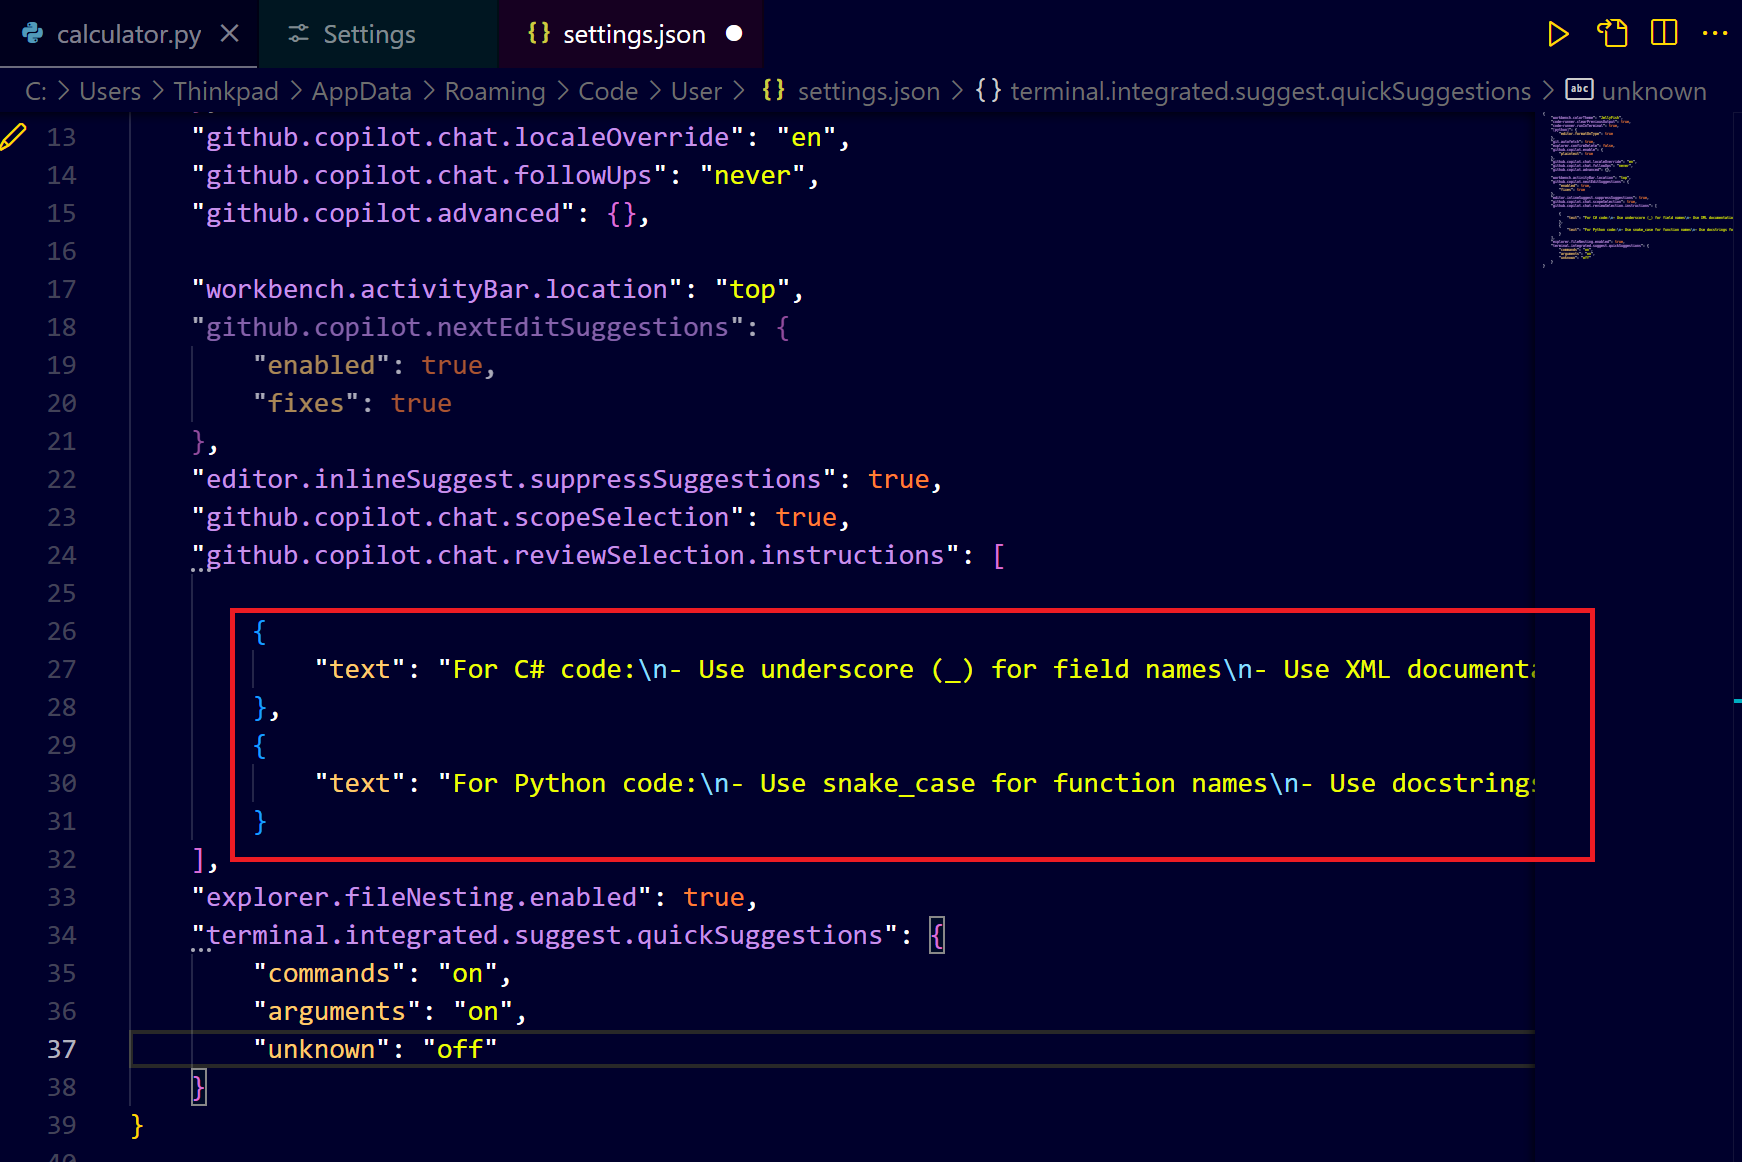 calculator.py
Settings
{} settings.json
C: > Users > Thinkpad > AppData > Roaming > Code > User > {} settings.json > {} terminal.integrated.suggest.quickSuggestions > abc unknown
13 "github.copilot.chat.localeOverride": "en",
14 "github.copilot.chat.followUps": "never",
15 "github.copilot.advanced": {},
16
17 "workbench.activityBar.location": "top",
18 "github.copilot.nextEditSuggestions": {
19 "enabled": true,
20 "fixes": true
21 },
22 "editor.inlineSuggest.suppressSuggestions": true,
23 "github.copilot.chat.scopeSelection": true,
24 "github.copilot.chat.reviewSelection.instructions": [
25
26 {
27 "text": "For C# code:\n- Use underscore (_) for field names\n- Use XML documenta
28 },
29 {
30 "text": "For Python code:\n- Use snake_case for function names\n- Use docstrings
31 }
32 ],
33 "explorer.fileNesting.enabled": true,
34 "terminal.integrated.suggest.quickSuggestions": {
35 "commands": "on",
36 "arguments": "on",
37 "unknown": "off"
38 }
39 }
40